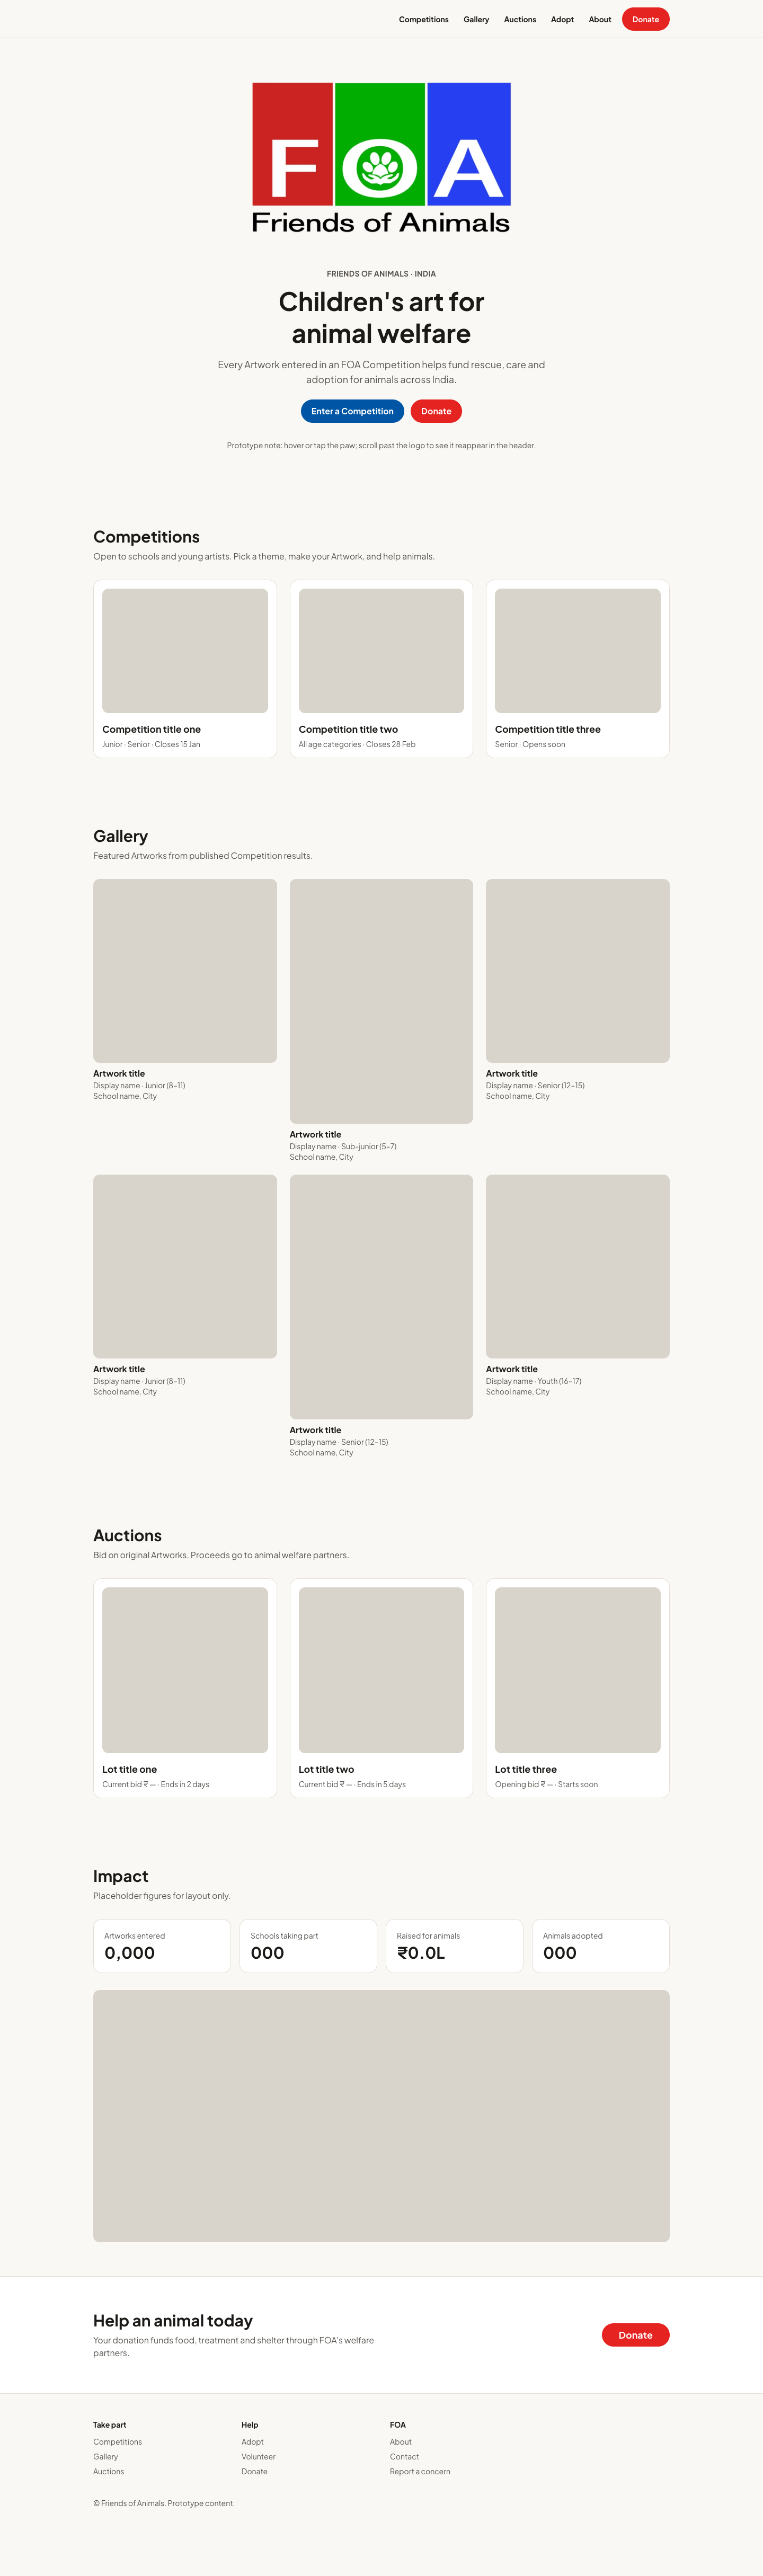 Competitions Gallery Auctions Adopt About Donate
FOA
Friends of Animals
FRIENDS OF ANIMALS · INDIA
Children's art for
animal welfare
Every Artwork entered in an FOA Competition helps fund rescue, care and
adoption for animals across India.
Enter a Competition Donate
Prototype note: hover or tap the paw; scroll past the logo to see it reappear in the header.
Competitions
Open to schools and young artists. Pick a theme, make your Artwork, and help animals.
Competition title one
Junior · Senior · Closes 15 Jan
Competition title two
All age categories · Closes 28 Feb
Competition title three
Senior · Opens soon
Gallery
Featured Artworks from published Competition results.
Artwork title
Display name · Junior (8–11)
School name, City
Artwork title
Display name · Sub-junior (5–7)
School name, City
Artwork title
Display name · Senior (12–15)
School name, City
Artwork title
Display name · Junior (8–11)
School name, City
Artwork title
Display name · Senior (12–15)
School name, City
Artwork title
Display name · Youth (16–17)
School name, City
Auctions
Bid on original Artworks. Proceeds go to animal welfare partners.
Lot title one
Current bid ₹ — · Ends in 2 days
Lot title two
Current bid ₹ — · Ends in 5 days
Lot title three
Opening bid ₹ — · Starts soon
Impact
Placeholder figures for layout only.
Artworks entered
0,000
Schools taking part
000
Raised for animals
₹0.0L
Animals adopted
000
Help an animal today
Your donation funds food, treatment and shelter through FOA's welfare
partners.
Donate
Take part
Competitions
Gallery
Auctions
Help
Adopt
Volunteer
Donate
FOA
About
Contact
Report a concern
© Friends of Animals. Prototype content.